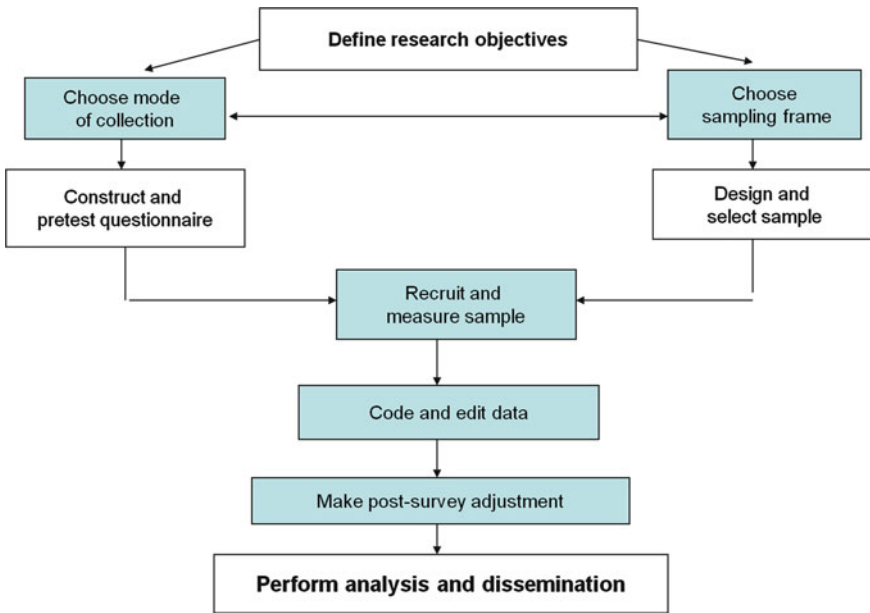 Define research objectives
Choose mode
of collection
Choose
sampling frame
Construct and
pretest questionnaire
Design and
select sample
Recruit and
measure sample
Code and edit data
Make post-survey adjustment
Perform analysis and dissemination